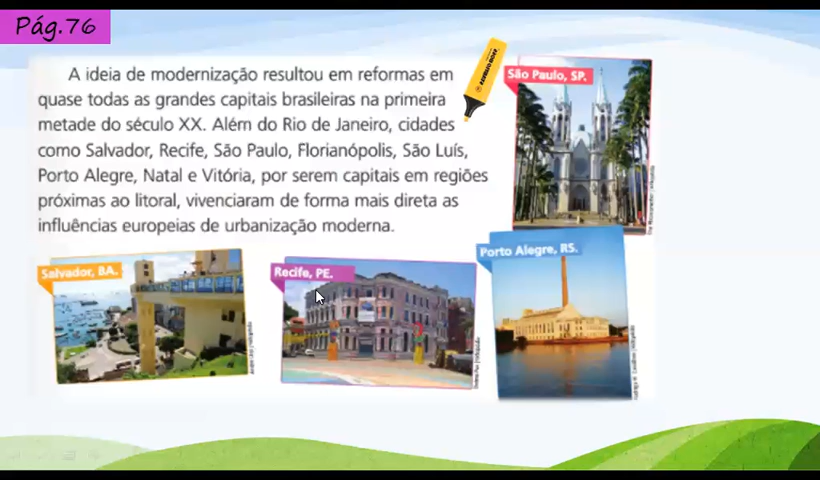 Pág.76
A ideia de modernização resultou em reformas em
quase todas as grandes capitais brasileiras na primeira
metade do século XX. Além do Rio de Janeiro, cidades
como Salvador, Recife, São Paulo, Florianópolis, São Luís,
Porto Alegre, Natal e Vitória, por serem capitais em regiões
próximas ao litoral, vivenciaram de forma mais direta as
influências europeias de urbanização moderna.
São Paulo, SP.
Salvador, BA.
Recife, PE.
Porto Alegre, RS.